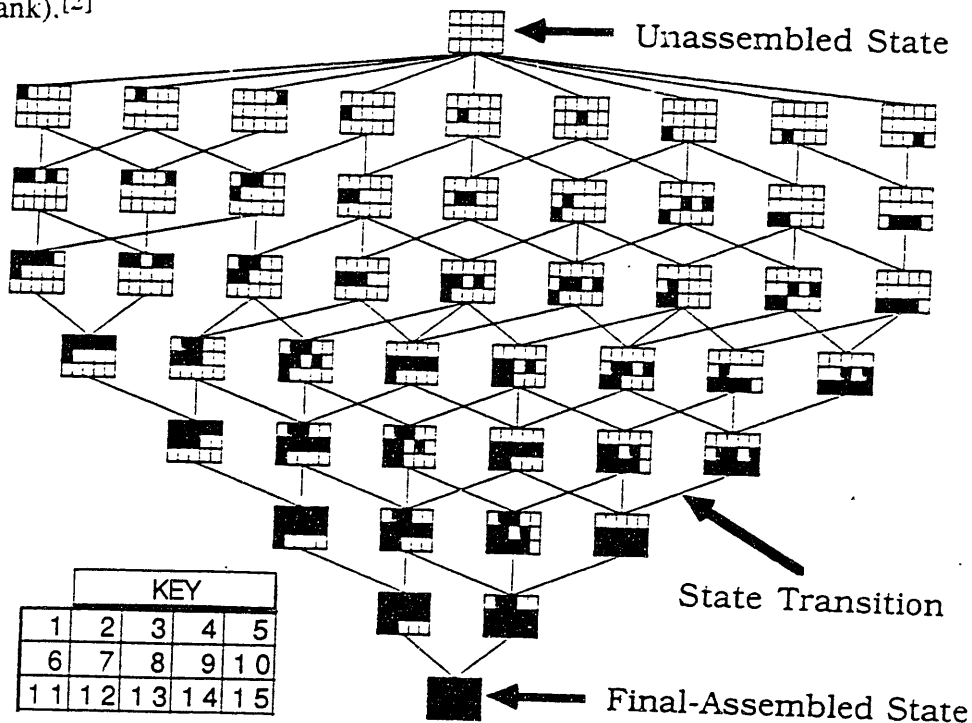 ank).[2]
Unassembled State
State Transition
KEY
1 2 3 4 5
6 7 8 9 10
11 12 13 14 15
Final-Assembled State